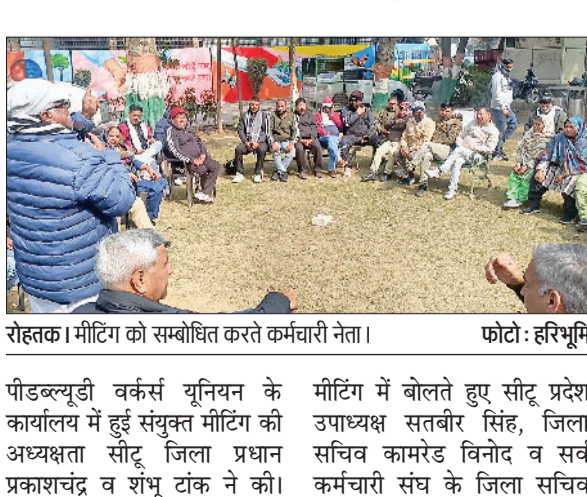 रोहतक। मीटिंग को सम्बोधित करते कर्मचारी नेता। फोटो : हरिभूमि
पीडब्ल्यूडी वर्कर्स यूनियन के
कार्यालय में हुई संयुक्त मीटिंग की
अध्यक्षता सीटू जिला प्रधान
प्रकाशचंद्र व शंभू टांक ने की।
मीटिंग में बोलते हुए सीटू प्रदेश
उपाध्यक्ष सतबीर सिंह, जिला
सचिव कामरेड विनोद व सर्व
कर्मचारी संघ के जिला सचिव